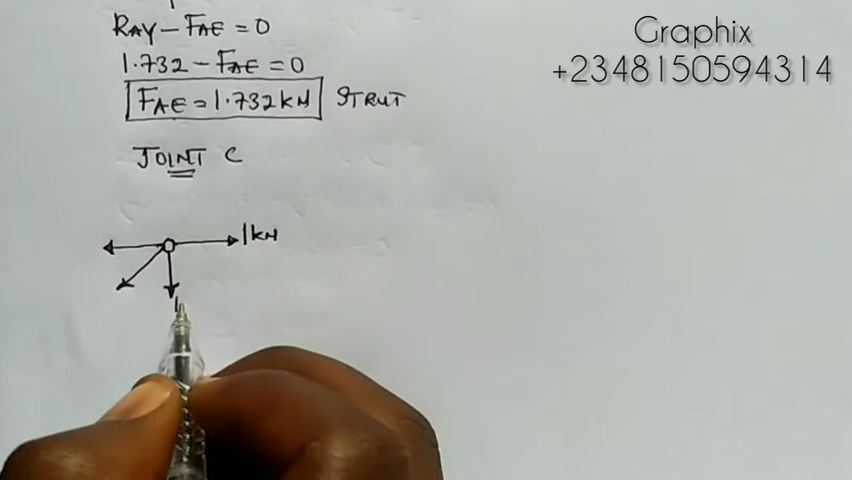 RAY – FAE = 0
1.732 – FAE = 0
FAE = 1.732KN STRUT
JOINT C
1KN
Graphix
+2348150594314